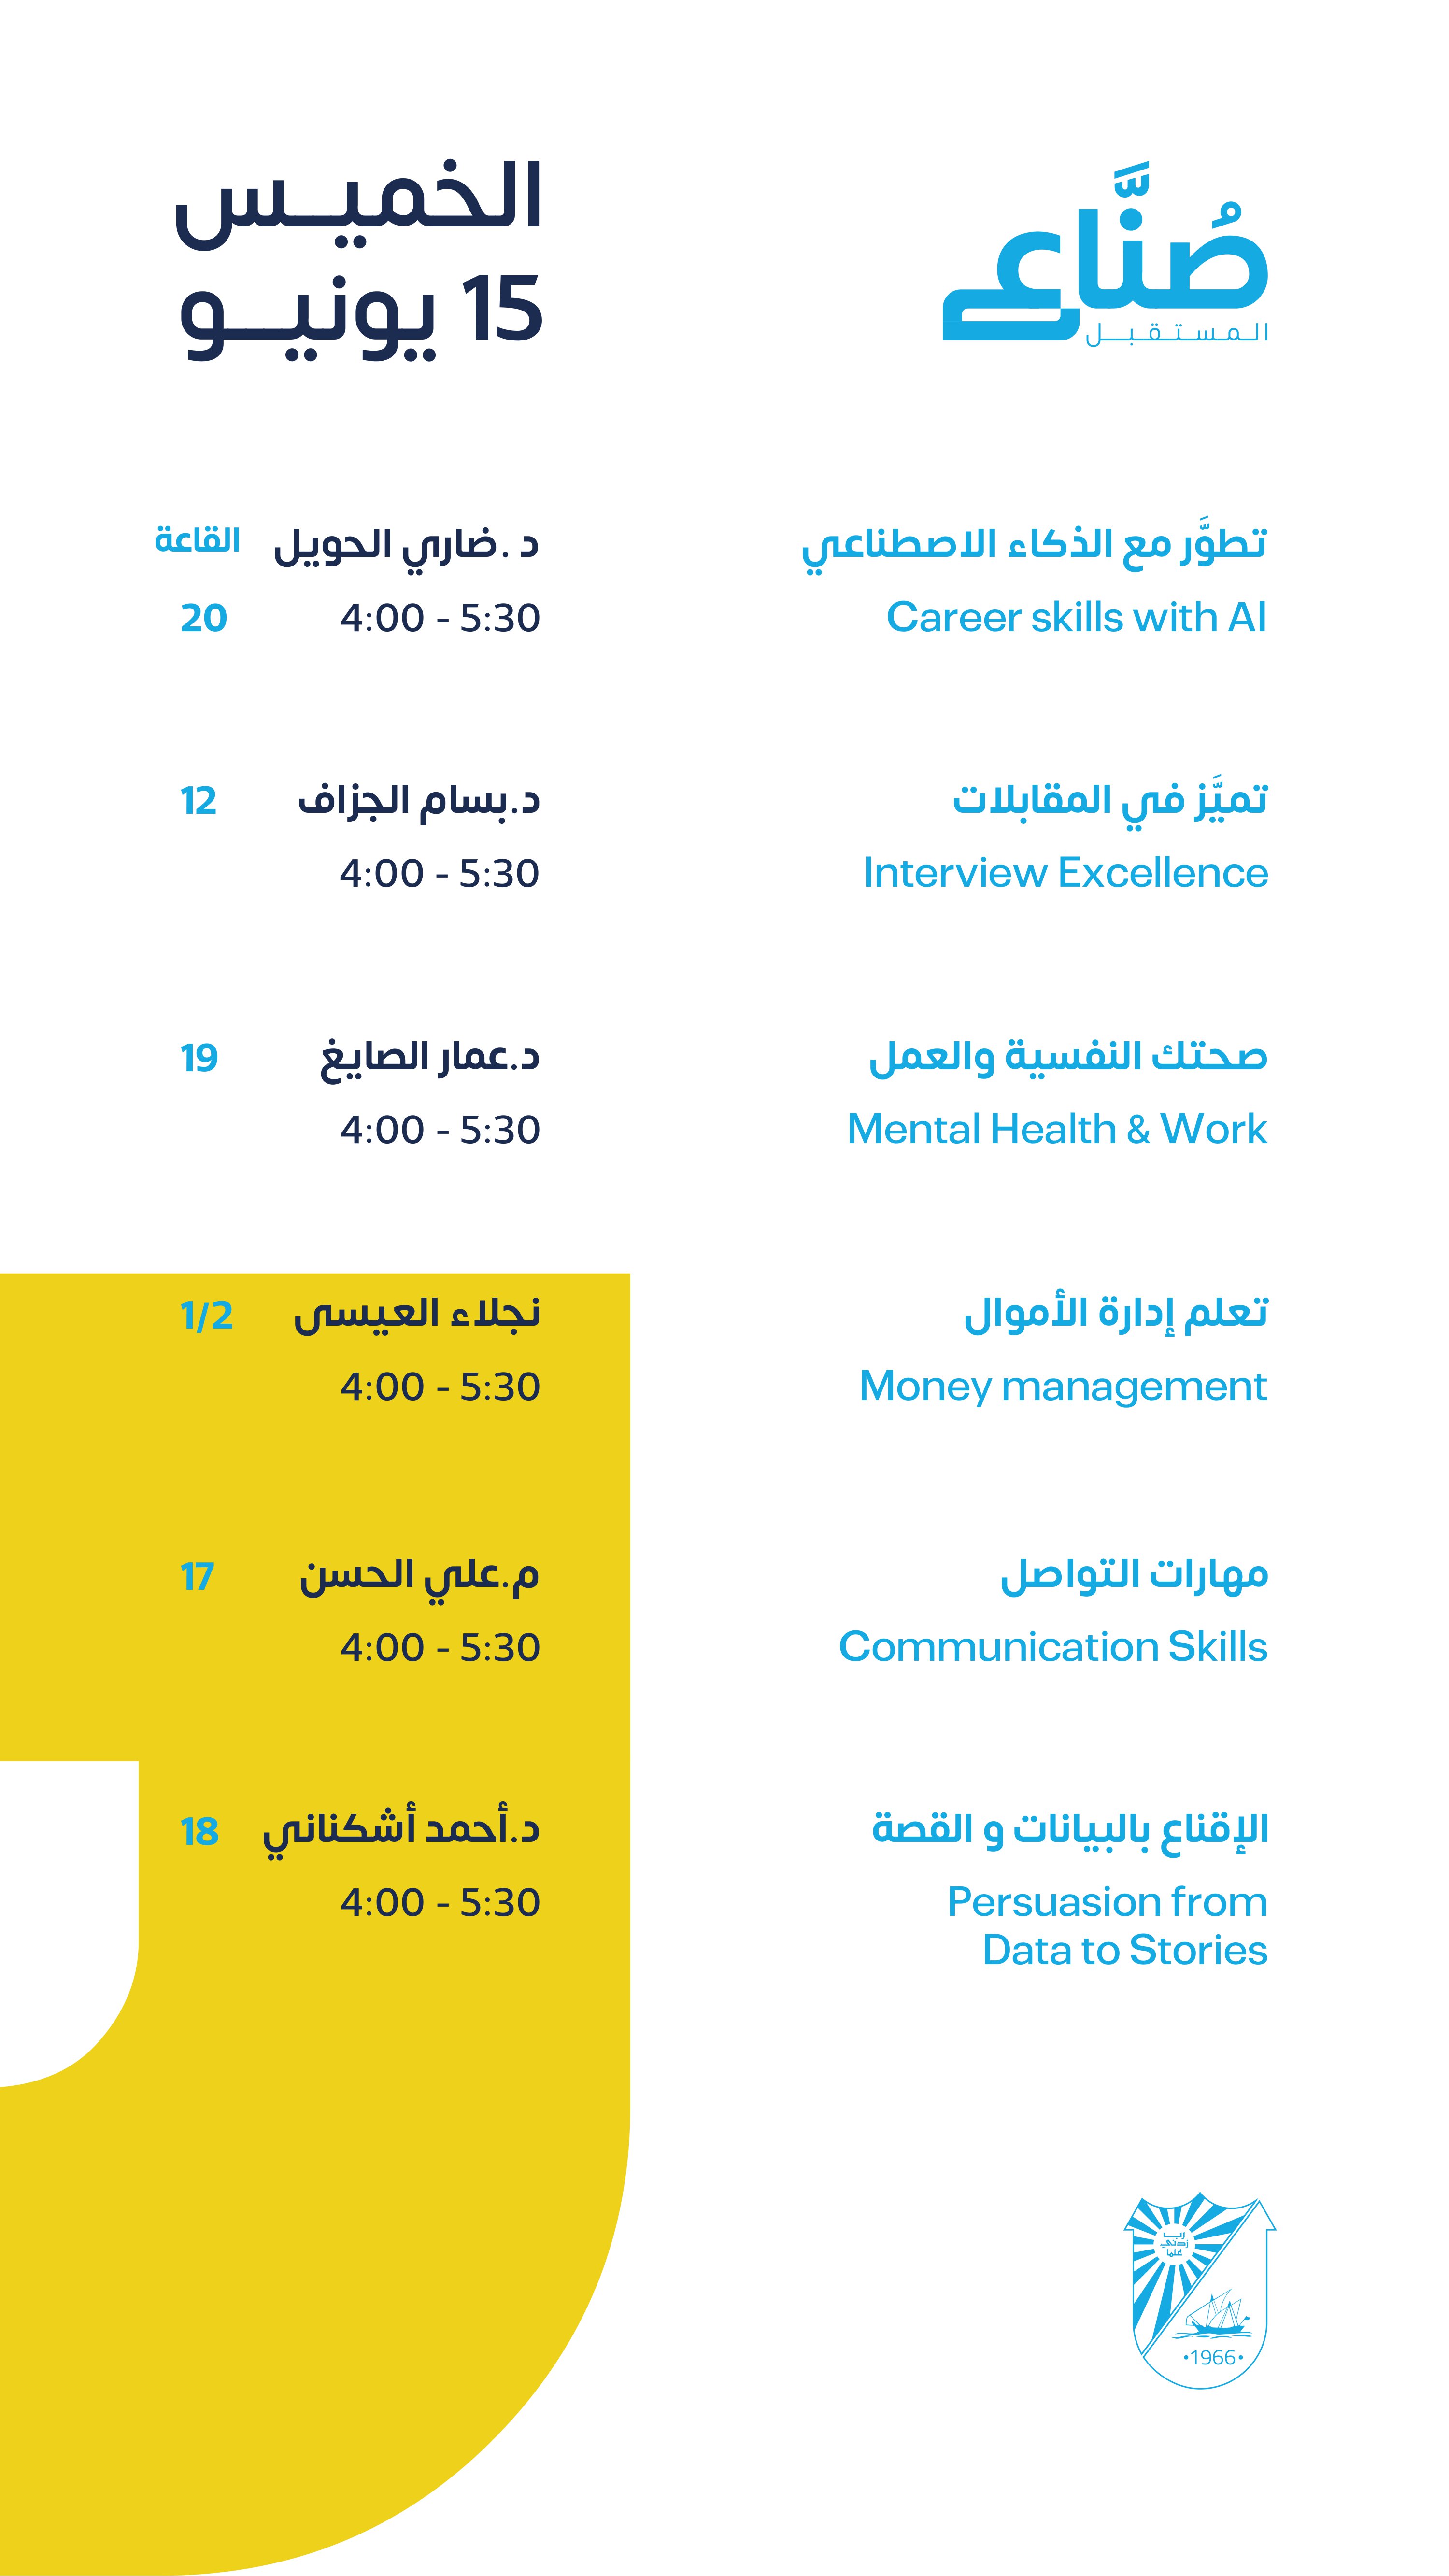 صُنَّاع
المستقبل
الخميس
15 يونيو
القاعة
تطوَّر مع الذكاء الاصطناعي
د .ضاري الحويل
20
Career skills with AI
4:00 - 5:30
تميَّز في المقابلات
د.بسام الجزاف
12
Interview Excellence
4:00 - 5:30
صحتك النفسية والعمل
د.عمار الصايغ
19
Mental Health & Work
4:00 - 5:30
تعلم إدارة الأموال
نجلاء العيسى
1/2
Money management
4:00 - 5:30
مهارات التواصل
م.علي الحسن
17
Communication Skills
4:00 - 5:30
الإقناع بالبيانات و القصة
د.أحمد أشكناني
18
Persuasion from
4:00 - 5:30
Data to Stories
رب
زدني
علما
•1966•